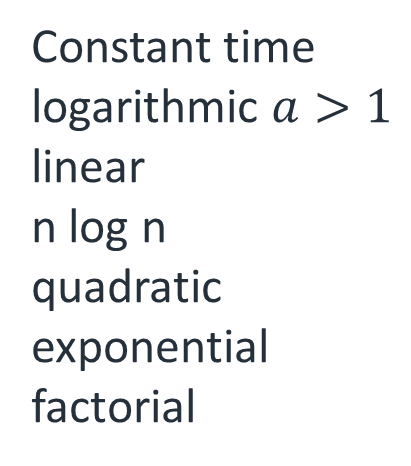 Constant time
logarithmic a > 1
linear
n log n
quadratic
exponential
factorial